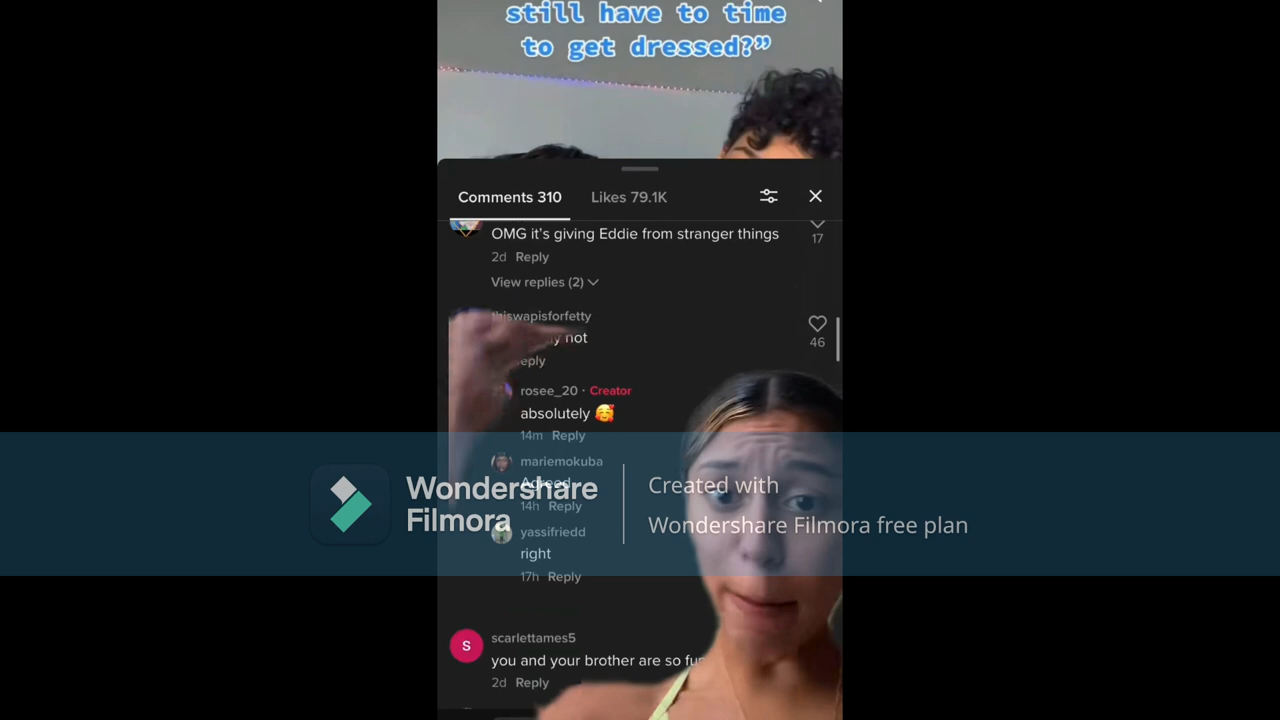 still have to time
to get dressed?”
Comments 310
Likes 79.1K
OMG it's giving Eddie from stranger things
17
2d Reply
View replies (2)
thiswapisforfetty
not
46
eply
rosee_20 · Creator
absolutely 🥰
14m Reply
mariemokuba
Agreed
14h Reply
Wondershare
Filmora
Created with
Wondershare Filmora free plan
yassifriedd
right
17h Reply
S
scarlettames5
you and your brother are so
2d Reply